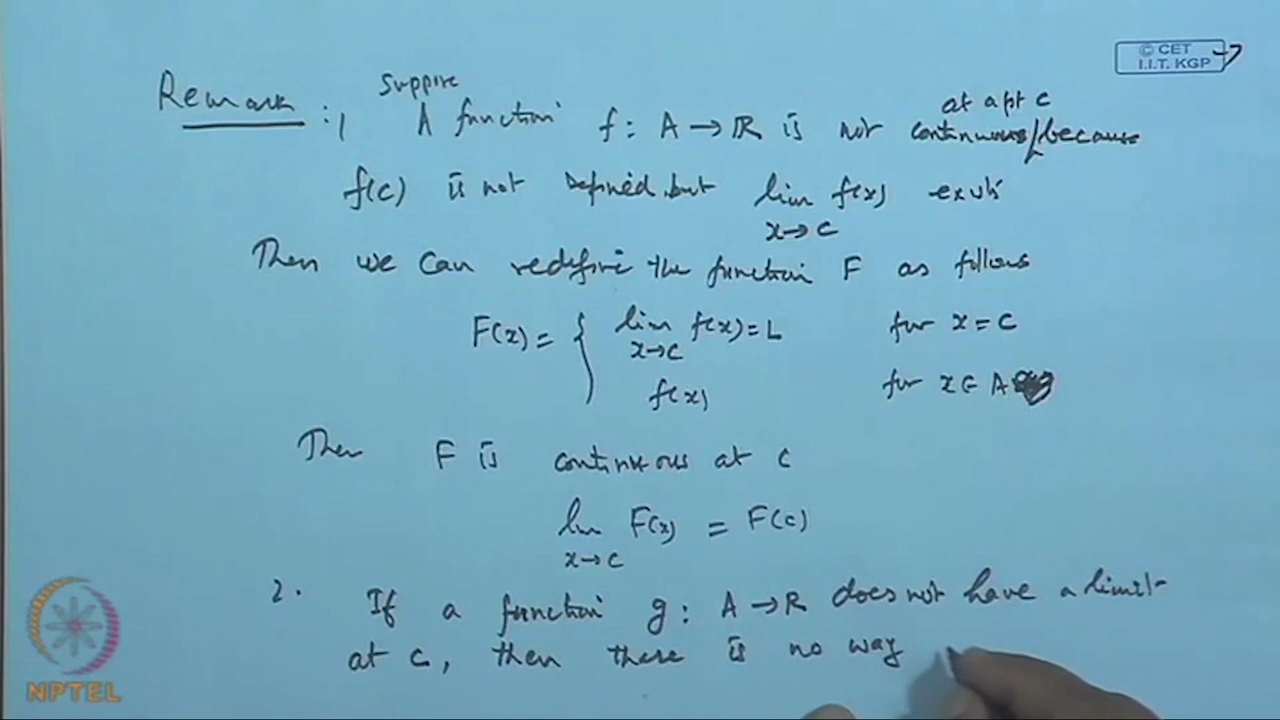 © CET
I.I.T. KGP
Remark :1 Suppose A function f: A → R is not continuous at a pt c because
f(c) is not defined but lim x→c f(x) exists
Then we can redefine the function F as follows
F(x) = { lim x→c f(x) = L for x = c
f(x) for x ∈ A
Then F is continuous at c
lim x→c F(x) = F(c)
2. If a function g: A → R does not have a limit
at c, then there is no way
NPTEL